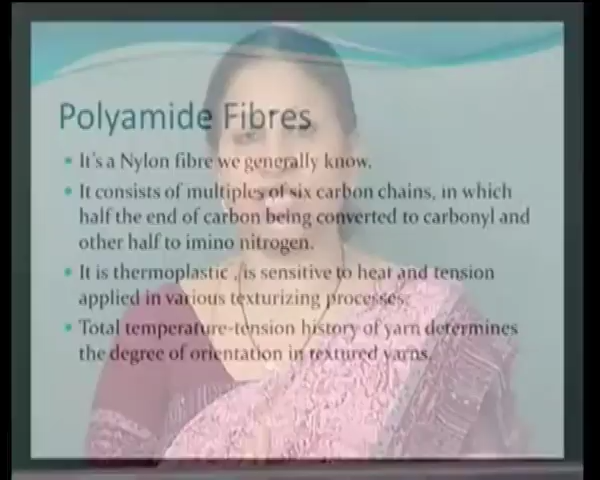 Polyamide Fibres
It's a Nylon fibre we generally know.
It consists of multiples of six carbon chains, in which
half the end of carbon being converted to carbonyl and
other half to imino nitrogen.
It is thermoplastic , is sensitive to heat and tension
applied in various texturizing processes.
Total temperature-tension history of yarn determines
the degree of orientation in textured yarns.